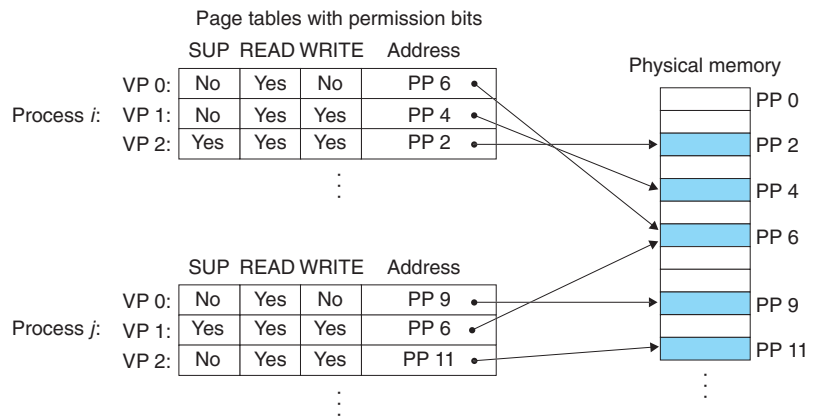 Page tables with permission bits
SUP READ WRITE Address
VP 0: No Yes No PP 6
Process i: VP 1: No Yes Yes PP 4
VP 2: Yes Yes Yes PP 2
Physical memory
PP 0
PP 2
PP 4
PP 6
PP 9
PP 11
SUP READ WRITE Address
VP 0: No Yes No PP 9
Process j: VP 1: Yes Yes Yes PP 6
VP 2: No Yes Yes PP 11